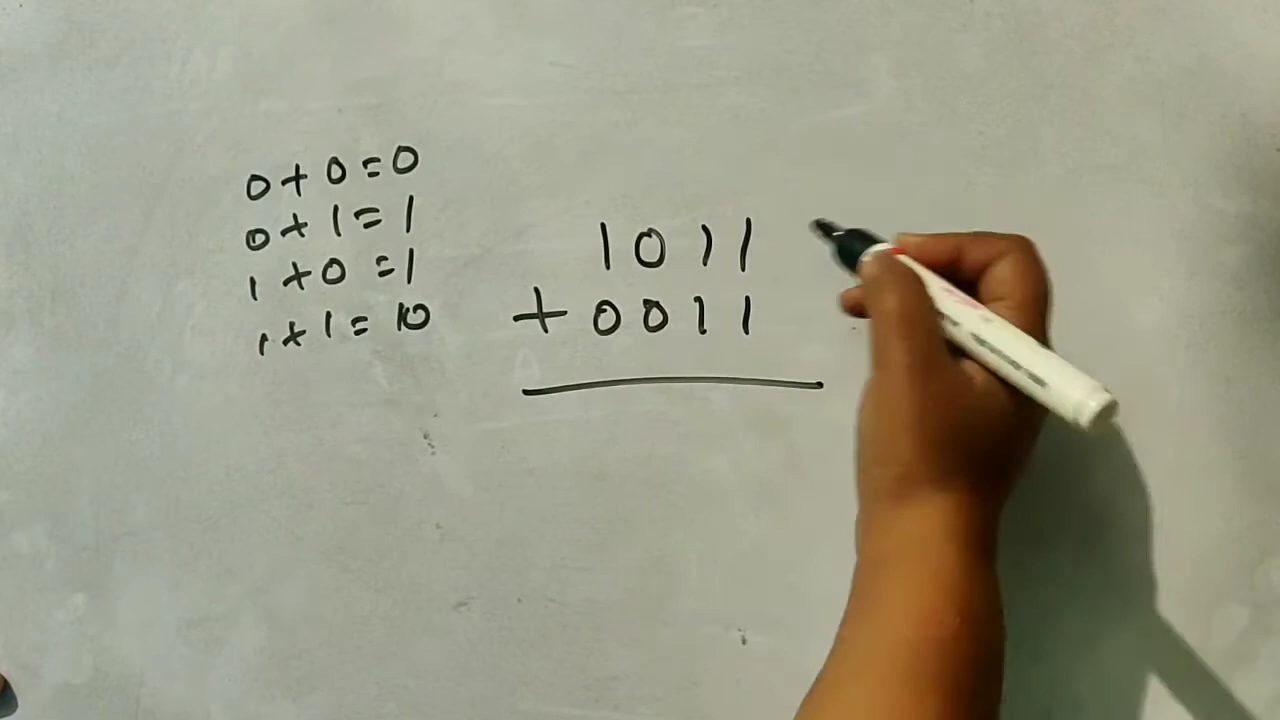 0 + 0 = 0
0 + 1 = 1
1 + 0 = 1
1 + 1 = 10
1011
+ 0011